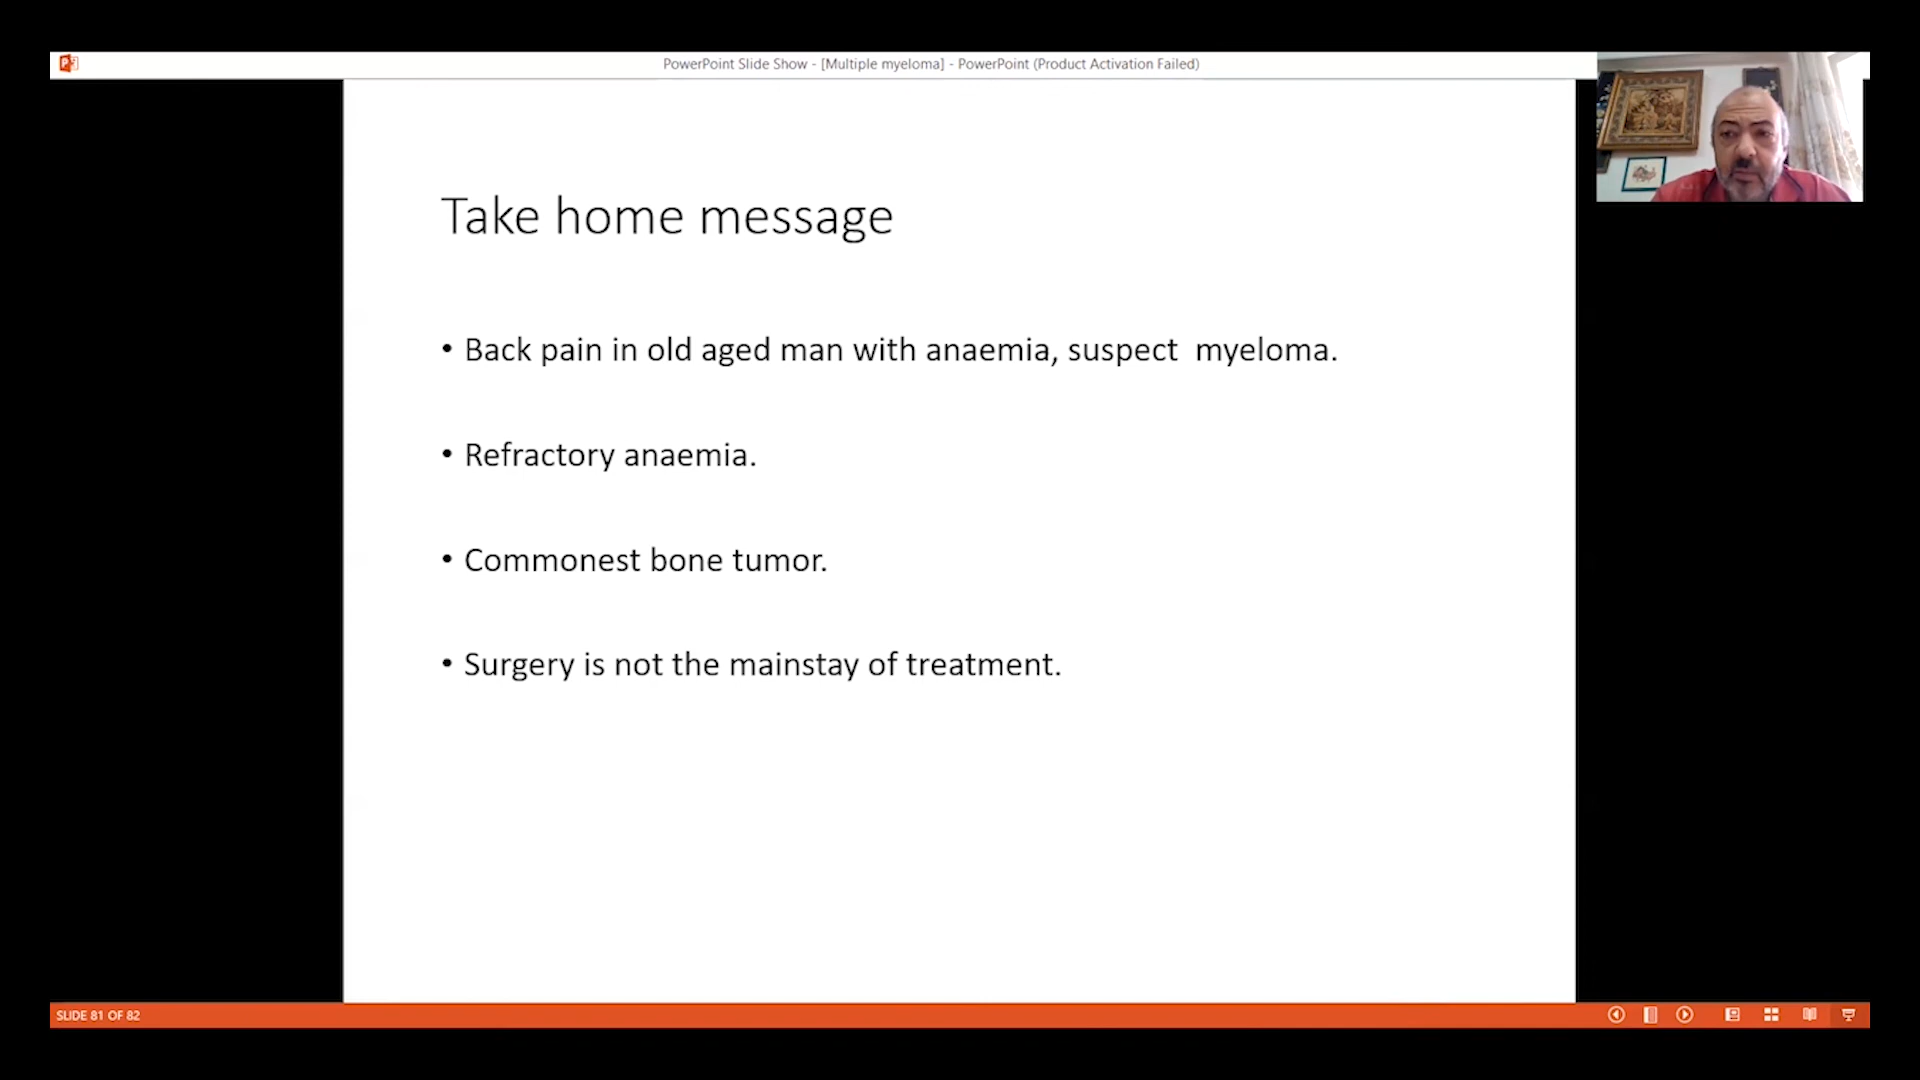 PowerPoint Slide Show - [Multiple myeloma] - PowerPoint (Product Activation Failed)
Take home message
• Back pain in old aged man with anaemia, suspect  myeloma.
• Refractory anaemia.
• Commonest bone tumor.
• Surgery is not the mainstay of treatment.
SLIDE 81 OF 82